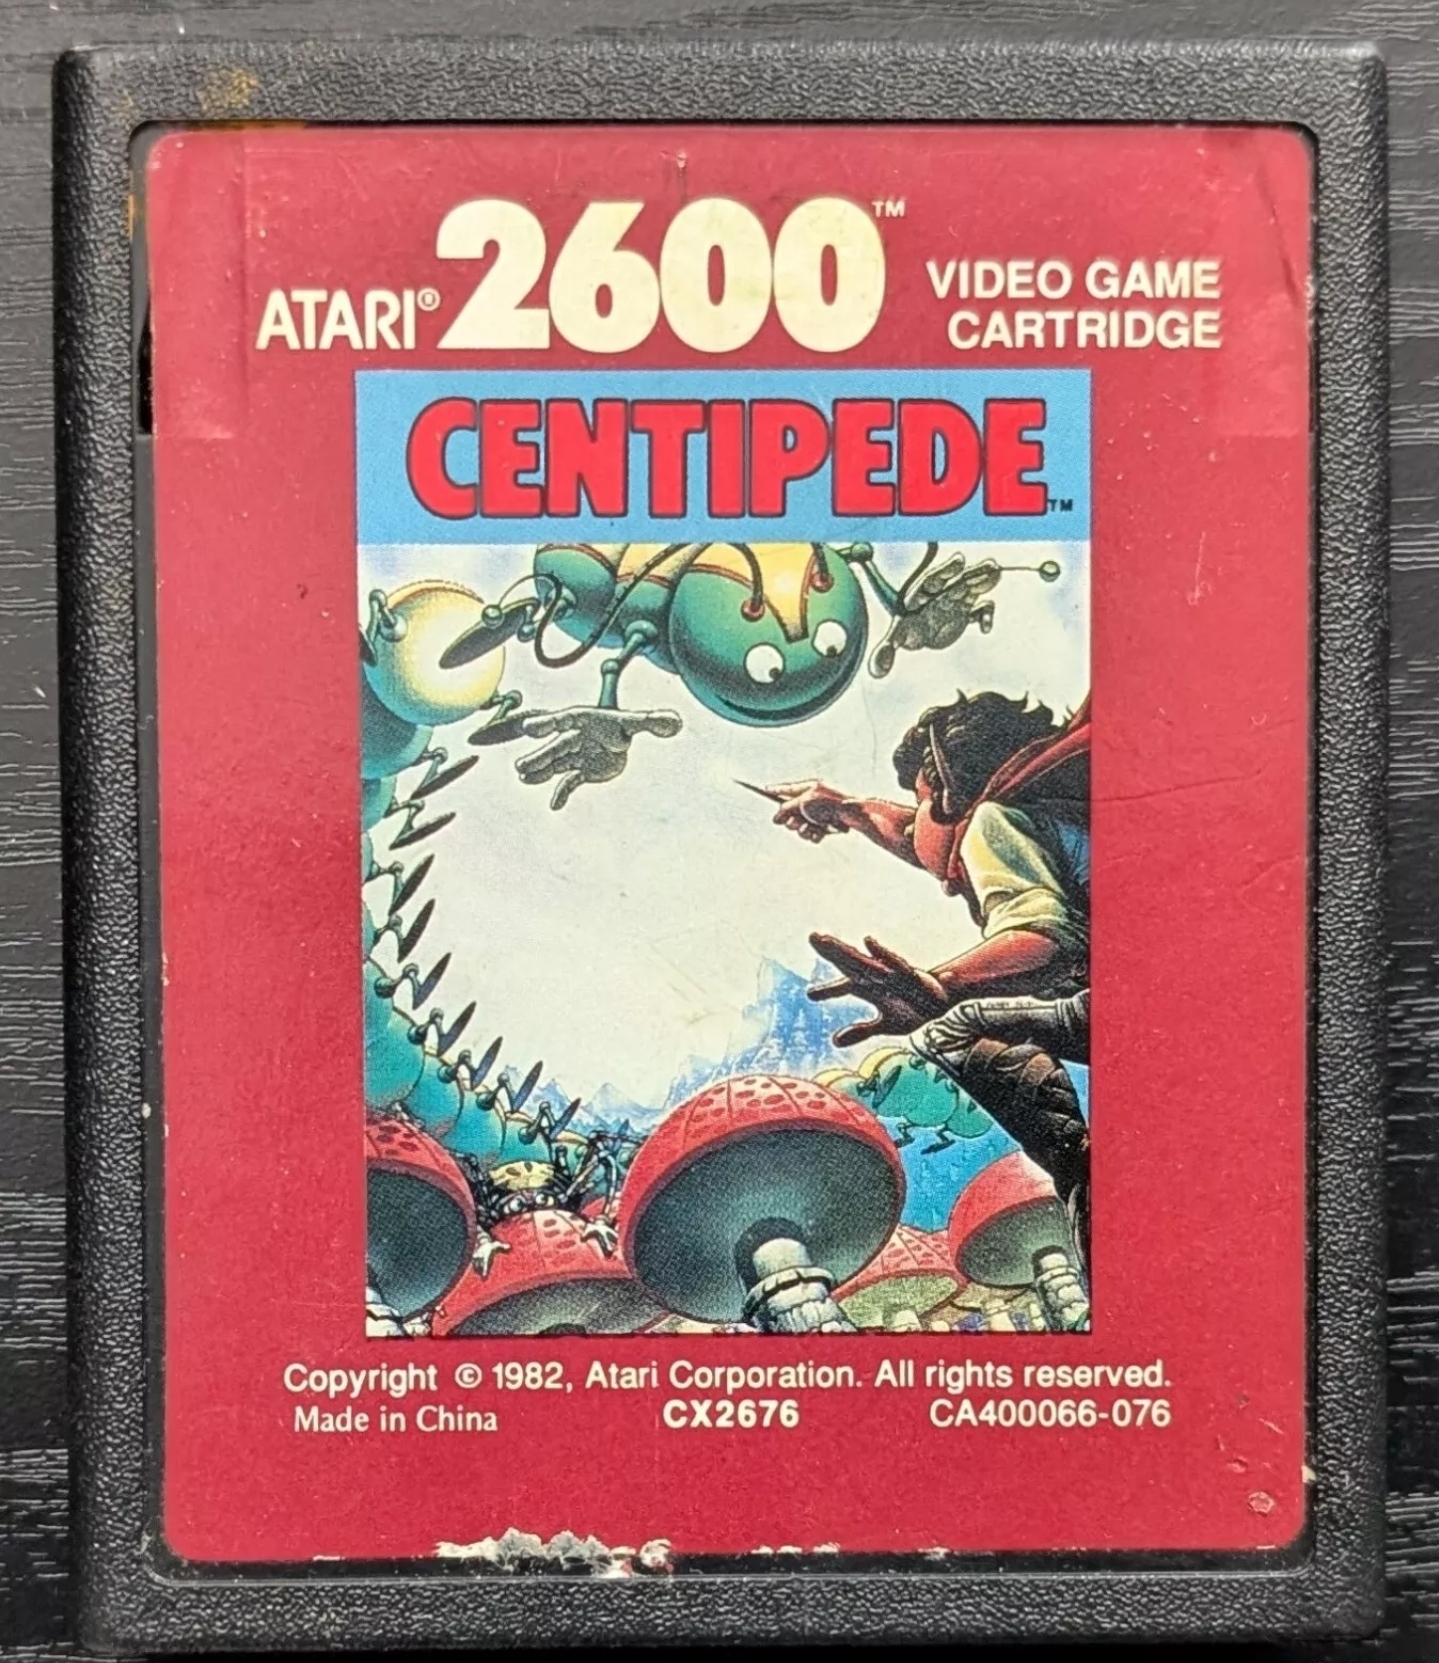 ATARI® 2600™ VIDEO GAME
CARTRIDGE
CENTIPEDE™
Copyright © 1982, Atari Corporation. All rights reserved.
Made in China CX2676 CA400066-076